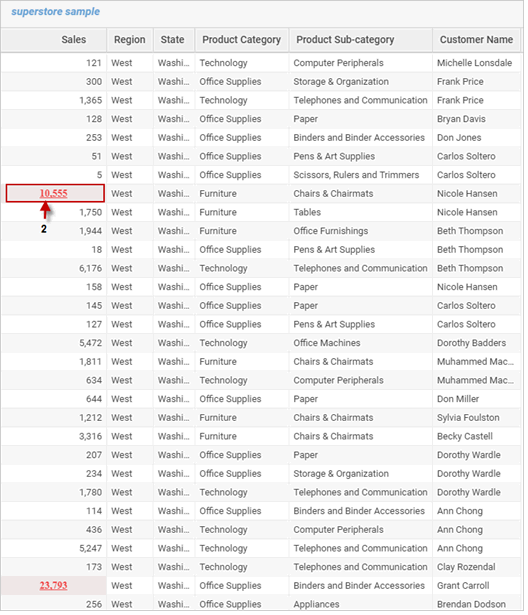 superstore sample
Sales Region State Product Category Product Sub-category Customer Name
121 West Washi... Technology Computer Peripherals Michelle Lonsdale
300 West Washi... Office Supplies Storage & Organization Frank Price
1,365 West Washi... Technology Telephones and Communication Frank Price
128 West Washi... Office Supplies Paper Bryan Davis
253 West Washi... Office Supplies Binders and Binder Accessories Don Jones
51 West Washi... Office Supplies Pens & Art Supplies Carlos Soltero
5 West Washi... Office Supplies Scissors, Rulers and Trimmers Carlos Soltero
10,555 West Washi... Furniture Chairs & Chairmats Nicole Hansen
1,750 West Washi... Furniture Tables Nicole Hansen
2
1,944 West Washi... Furniture Office Furnishings Beth Thompson
18 West Washi... Office Supplies Pens & Art Supplies Beth Thompson
6,176 West Washi... Technology Telephones and Communication Beth Thompson
158 West Washi... Office Supplies Paper Nicole Hansen
145 West Washi... Office Supplies Paper Carlos Soltero
127 West Washi... Office Supplies Pens & Art Supplies Carlos Soltero
5,472 West Washi... Technology Office Machines Dorothy Badders
1,811 West Washi... Furniture Chairs & Chairmats Muhammed Mac...
634 West Washi... Technology Computer Peripherals Muhammed Mac...
644 West Washi... Office Supplies Paper Don Miller
1,212 West Washi... Furniture Chairs & Chairmats Sylvia Foulston
3,316 West Washi... Furniture Chairs & Chairmats Becky Castell
207 West Washi... Office Supplies Paper Dorothy Wardle
234 West Washi... Office Supplies Storage & Organization Dorothy Wardle
1,780 West Washi... Technology Telephones and Communication Dorothy Wardle
114 West Washi... Office Supplies Binders and Binder Accessories Ann Chong
436 West Washi... Technology Computer Peripherals Ann Chong
5,247 West Washi... Technology Telephones and Communication Ann Chong
173 West Washi... Technology Telephones and Communication Clay Rozendal
23,793 West Washi... Office Supplies Binders and Binder Accessories Grant Carroll
256 West Washi... Office Supplies Appliances Brendan Dodson